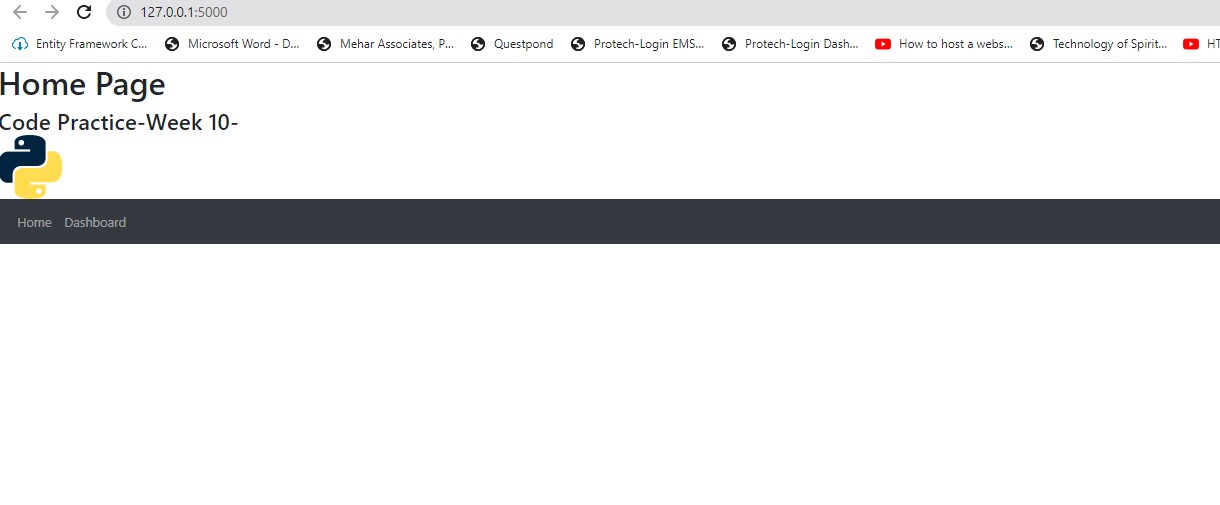 127.0.0.1:5000
Entity Framework C... Microsoft Word - D... Mehar Associates, P... Questpond Protech-Login EMS... Protech-Login Dash... How to host a webs... Technology of Spirit... HT
Home Page
Code Practice-Week 10-
Home Dashboard